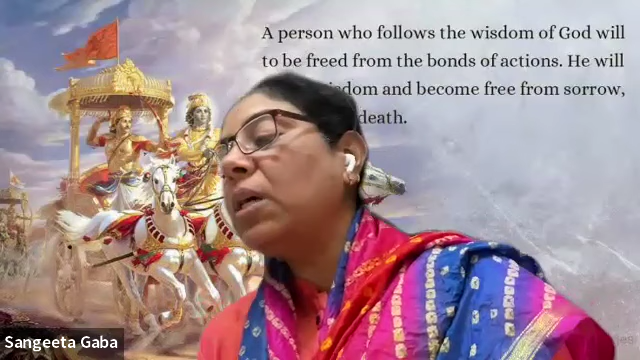 A person who follows the wisdom of God will
to be freed from the bonds of actions. He will
dom and become free from sorrow,
death.
Sangeeta Gaba